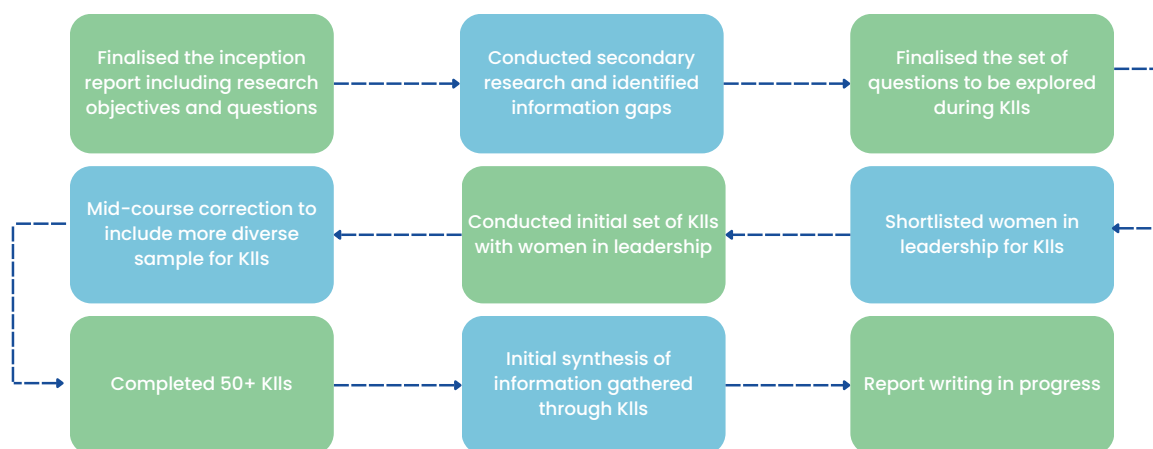 Finalised the inception
report including research
objectives and questions
Conducted secondary
research and identified
information gaps
Finalised the set of
questions to be explored
during KIIs
Shortlisted women in
leadership for KIIs
Conducted initial set of KIIs
with women in leadership
Mid-course correction to
include more diverse
sample for KIIs
Completed 50+ KIIs
Initial synthesis of
information gathered
through KIIs
Report writing in progress